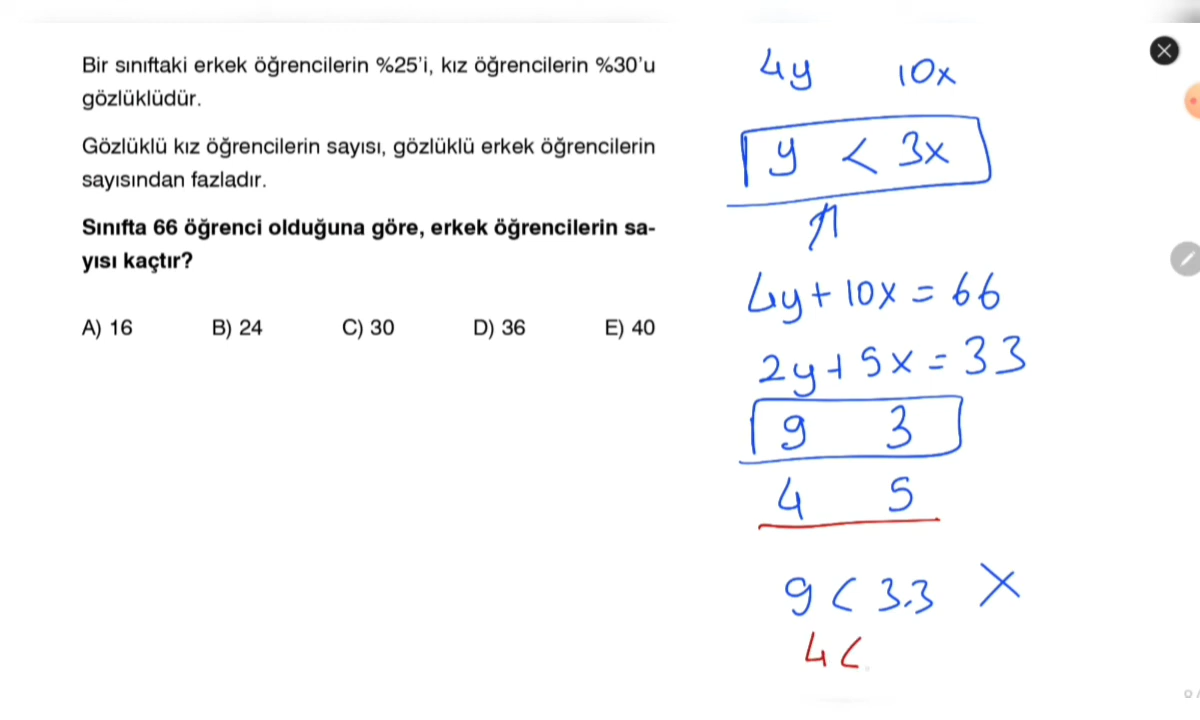 Bir sınıftaki erkek öğrencilerin %25'i, kız öğrencilerin %30'u
gözlüklüdür.
Gözlüklü kız öğrencilerin sayısı, gözlüklü erkek öğrencilerin
sayısından fazladır.
Sınıfta 66 öğrenci olduğuna göre, erkek öğrencilerin sa-
yısı kaçtır?
A) 16 B) 24 C) 30 D) 36 E) 40
4y 10x
y < 3x
4y + 10x = 66
2y + 5x = 33
9 3
4 5
9 < 3.3 X
4 <